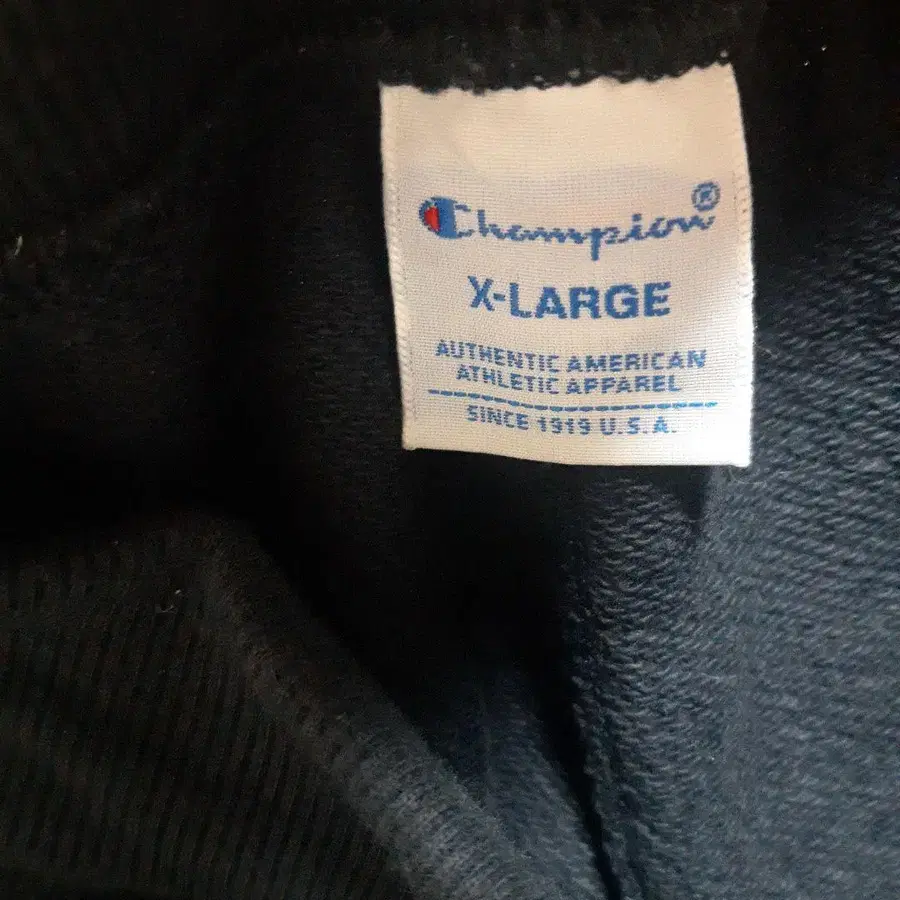 Champion®
X-LARGE
AUTHENTIC AMERICAN
ATHLETIC APPAREL
SINCE 1919 U.S.A.